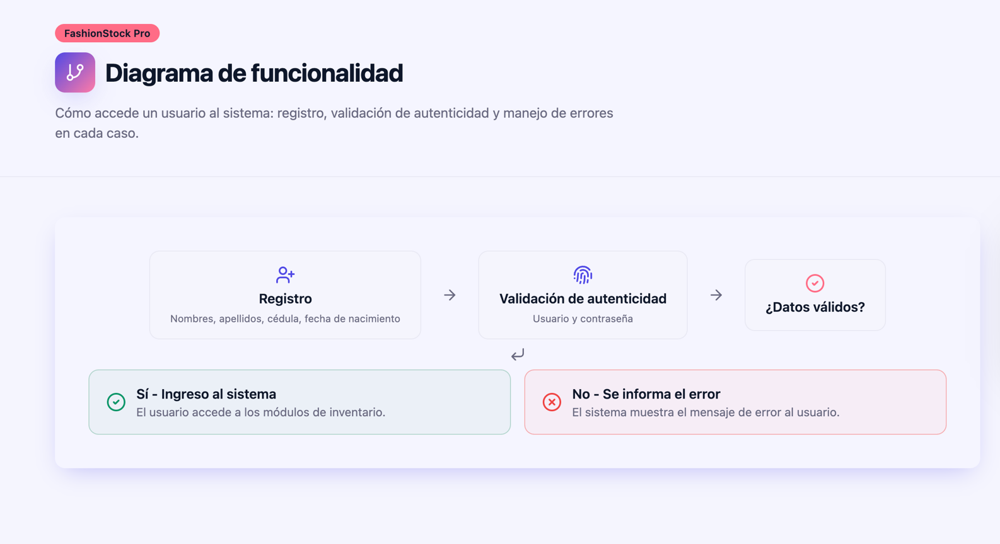 FashionStock Pro
Diagrama de funcionalidad
Cómo accede un usuario al sistema: registro, validación de autenticidad y manejo de errores
en cada caso.
Registro
Nombres, apellidos, cédula, fecha de nacimiento
Validación de autenticidad
Usuario y contraseña
¿Datos válidos?
Sí - Ingreso al sistema
El usuario accede a los módulos de inventario.
No - Se informa el error
El sistema muestra el mensaje de error al usuario.